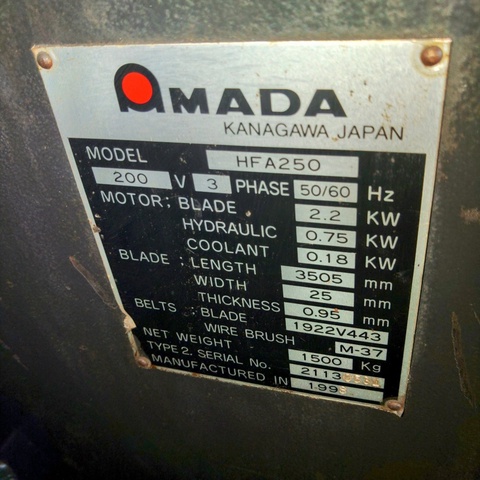 AMADA
KANAGAWA JAPAN
MODEL HFA250
200 V 3 PHASE 50/60 Hz
MOTOR: BLADE 2.2 KW
HYDRAULIC 0.75 KW
COOLANT 0.18 KW
BLADE: LENGTH 3505 mm
WIDTH 25 mm
THICKNESS 0.95 mm
BELTS: BLADE 1922V443
WIRE BRUSH M-37
NET WEIGHT 1500 Kg
TYPE 2. SERIAL No.
MANUFACTURED IN